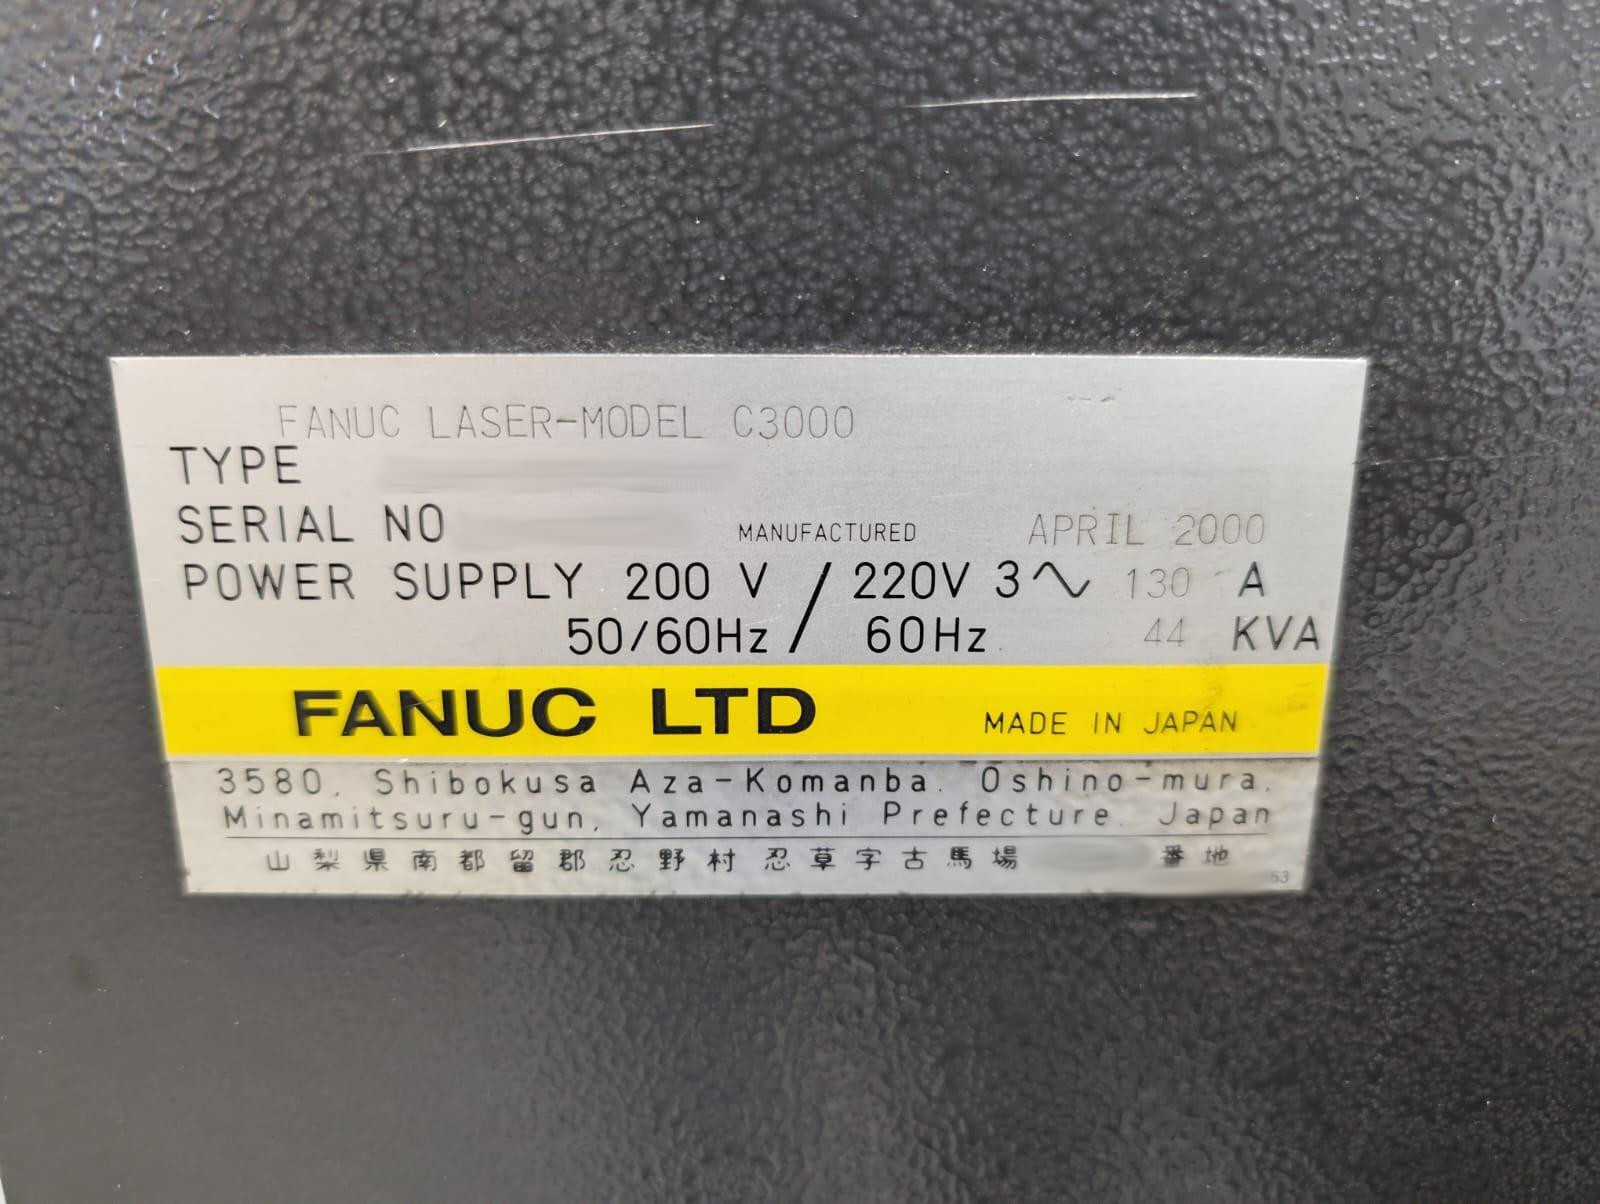 FANUC LASER-MODEL C3000
TYPE
SERIAL NO MANUFACTURED APRIL 2000
POWER SUPPLY 200 V / 220V 3∿ 130 A
50/60Hz / 60Hz 44 KVA
FANUC LTD MADE IN JAPAN
3580, Shibokusa Aza-Komanba, Oshino-mura,
Minamitsuru-gun, Yamanashi Prefecture, Japan
山梨県南都留郡忍野村忍草字古馬場 番地